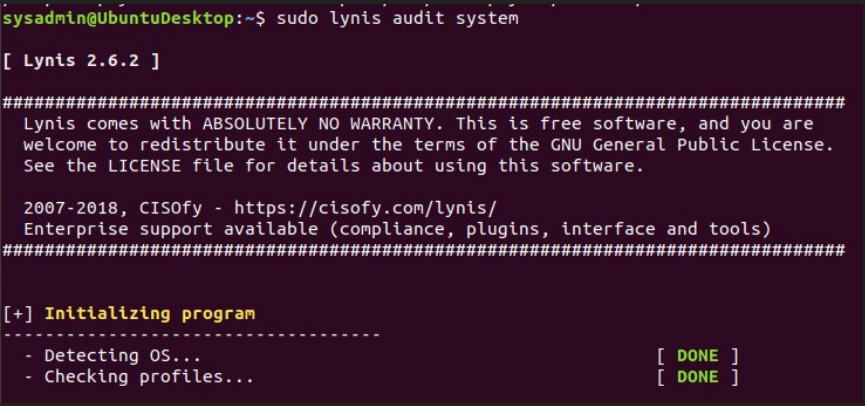 sysadmin@UbuntuDesktop:~$ sudo lynis audit system
[ Lynis 2.6.2 ]
################################################################################
Lynis comes with ABSOLUTELY NO WARRANTY. This is free software, and you are
welcome to redistribute it under the terms of the GNU General Public License.
See the LICENSE file for details about using this software.
2007-2018, CISOfy - https://cisofy.com/lynis/
Enterprise support available (compliance, plugins, interface and tools)
################################################################################
[+] Initializing program
------------------------------------
- Detecting OS... [ DONE ]
- Checking profiles... [ DONE ]